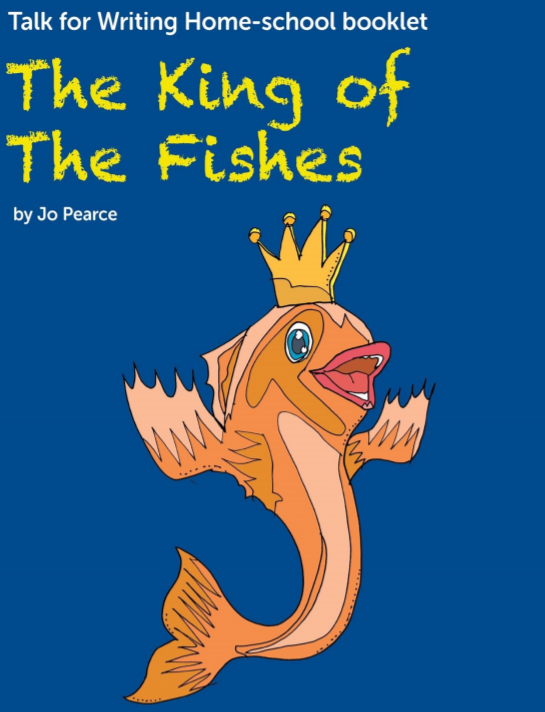 Talk for Writing Home-school booklet
The King of
The Fishes
by Jo Pearce